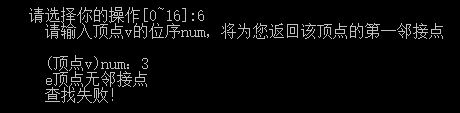 请选择你的操作[0~16]:6
请输入顶点v的位序num, 将为您返回该顶点的第一邻接点
(顶点v)num: 3
e顶点无邻接点
查找失败!